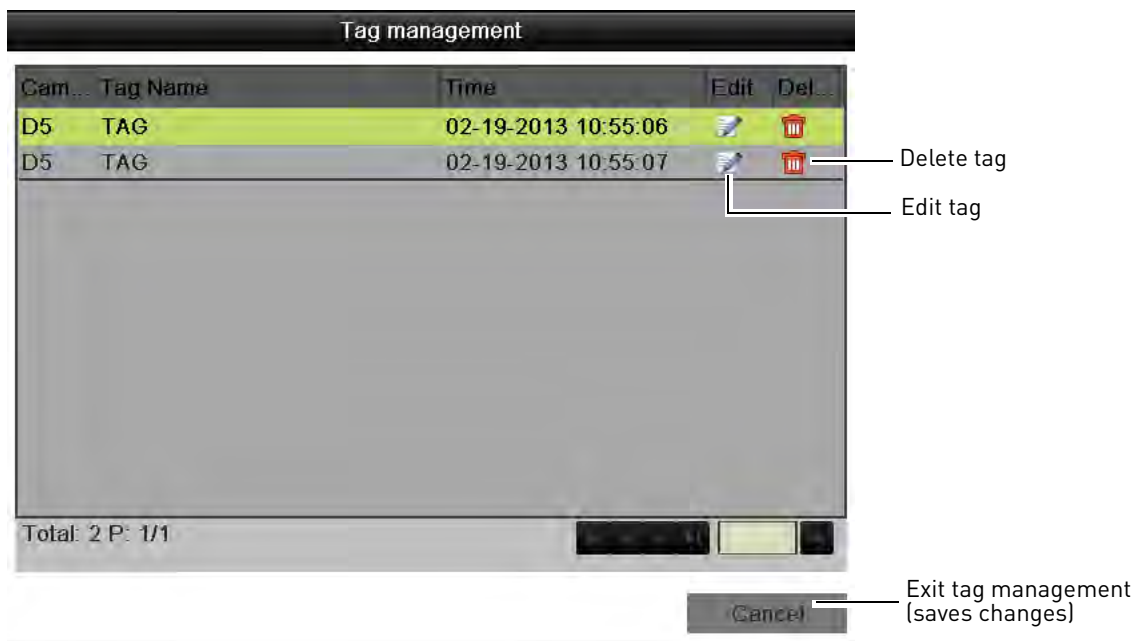 Tag management
Cam... Tag Name Time Edit Del...
D5 TAG 02-19-2013 10:55:06
D5 TAG 02-19-2013 10:55:07
Delete tag
Edit tag
Total: 2 P: 1/1
Cancel
Exit tag management
(saves changes)